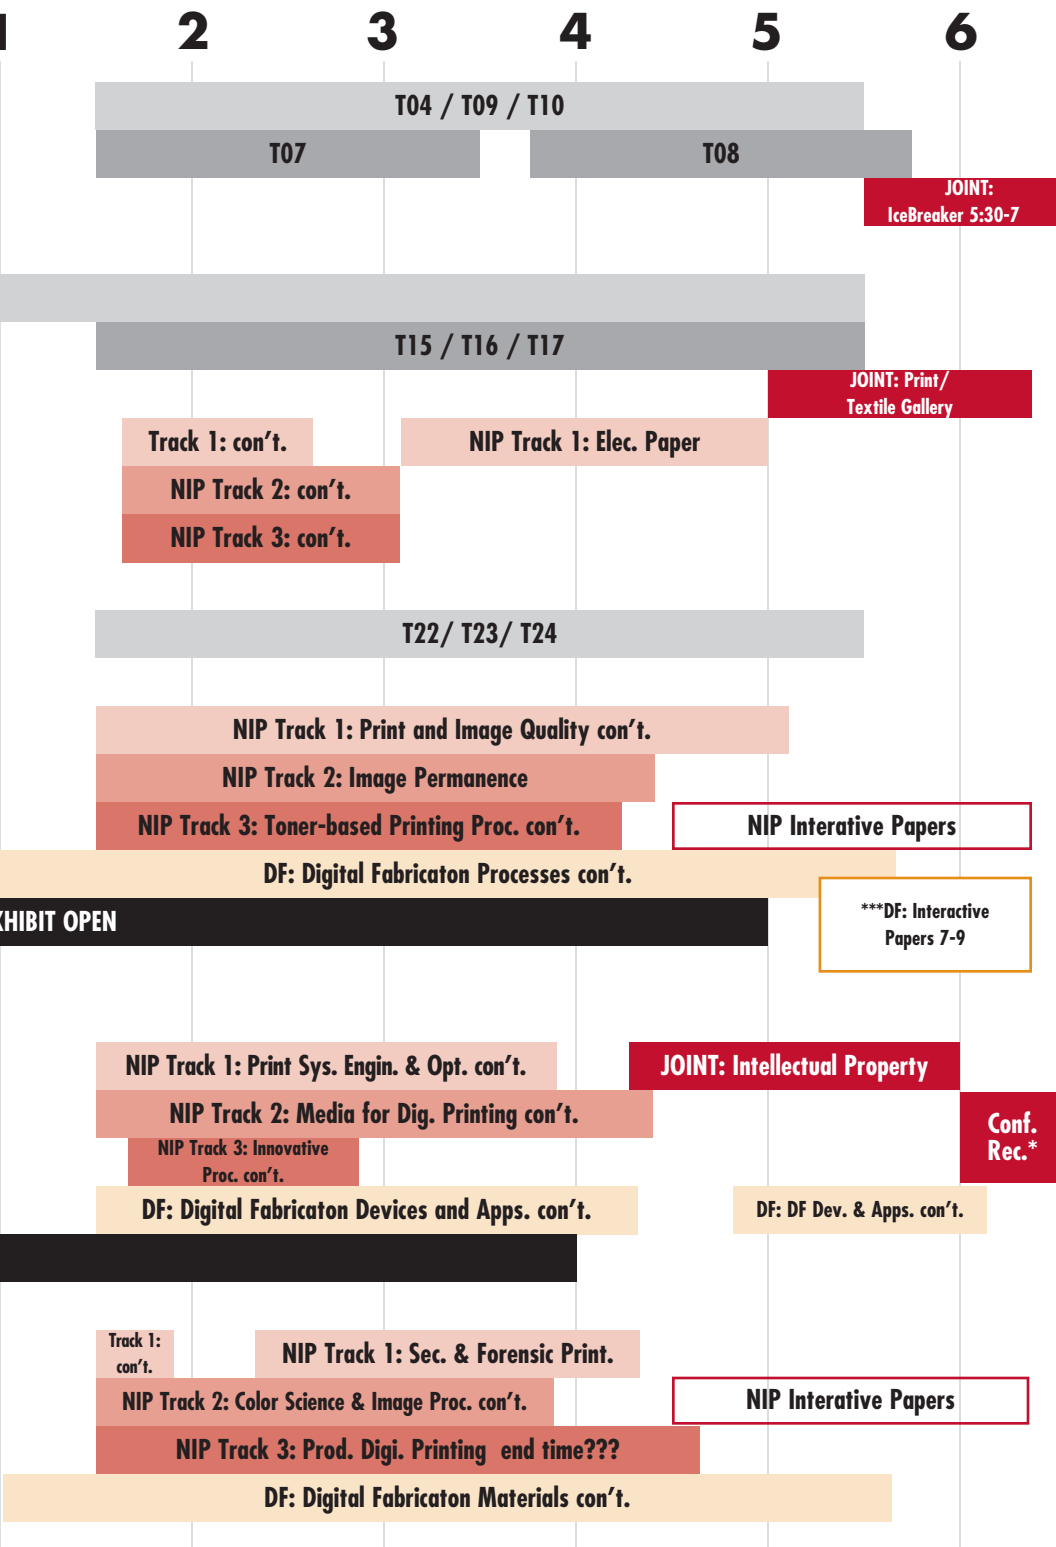 1 2 3 4 5 6
T04 / T09 / T10
T07 T08
JOINT:
IceBreaker 5:30-7
T15 / T16 / T17
JOINT: Print/
Textile Gallery
Track 1: con’t. NIP Track 1: Elec. Paper
NIP Track 2: con’t.
NIP Track 3: con’t.
T22/ T23/ T24
NIP Track 1: Print and Image Quality con’t.
NIP Track 2: Image Permanence
NIP Track 3: Toner-based Printing Proc. con’t. NIP Interative Papers
DF: Digital Fabricaton Processes con’t.
XHIBIT OPEN
***DF: Interactive
Papers 7-9
NIP Track 1: Print Sys. Engin. & Opt. con’t. JOINT: Intellectual Property
NIP Track 2: Media for Dig. Printing con’t.
Conf.
Rec.*
NIP Track 3: Innovative
Proc. con’t.
DF: Digital Fabricaton Devices and Apps. con’t. DF: DF Dev. & Apps. con’t.
Track 1:
con’t.
NIP Track 1: Sec. & Forensic Print.
NIP Track 2: Color Science & Image Proc. con’t. NIP Interative Papers
NIP Track 3: Prod. Digi. Printing  end time???
DF: Digital Fabricaton Materials con’t.